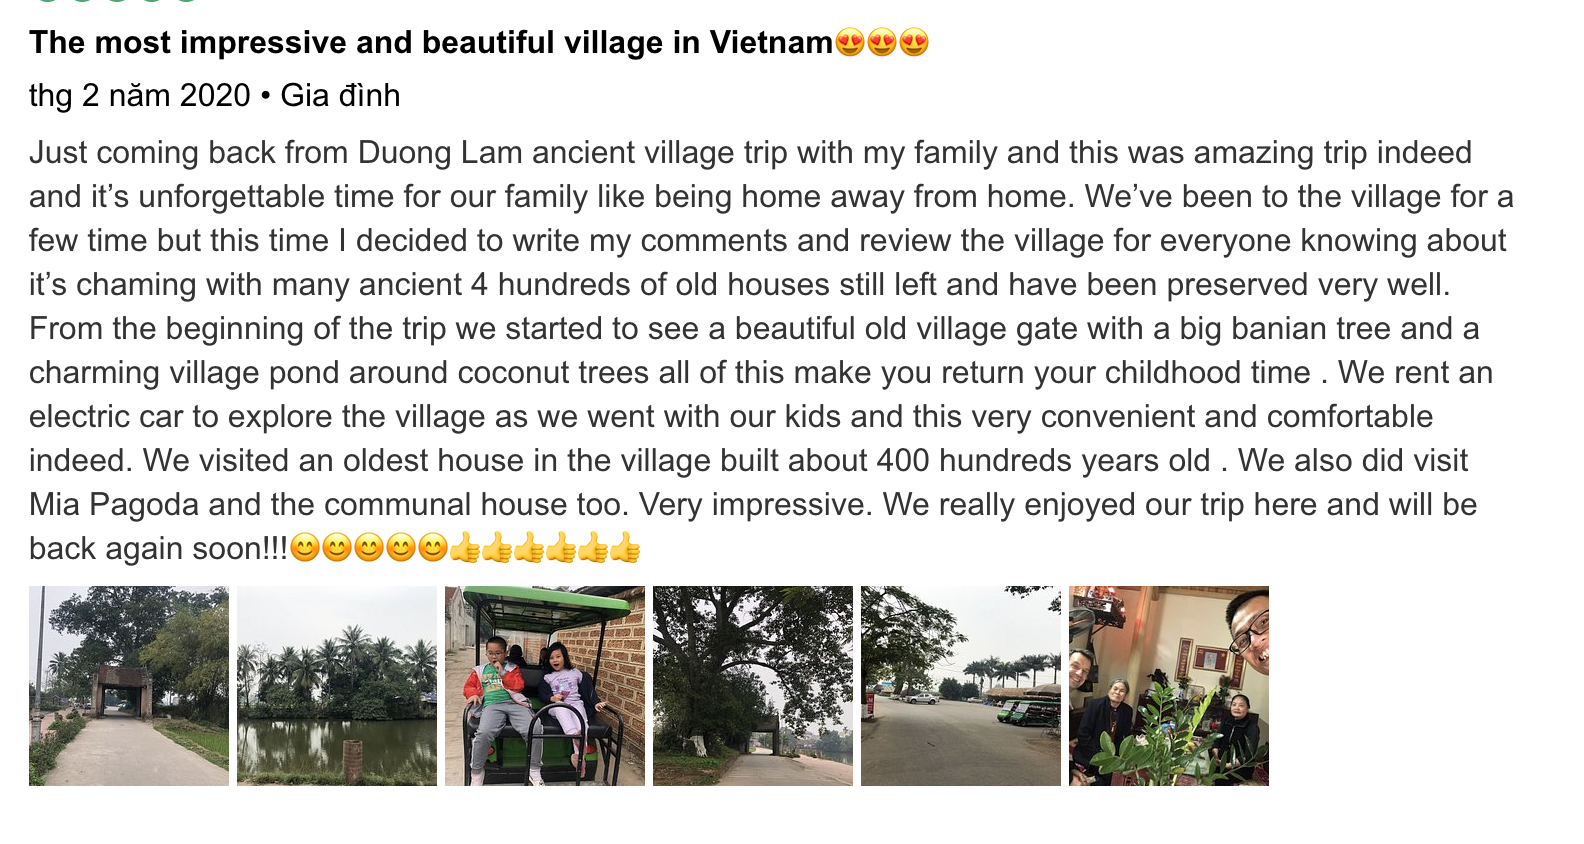 The most impressive and beautiful village in Vietnam😍😍😍
thg 2 năm 2020 • Gia đình
Just coming back from Duong Lam ancient village trip with my family and this was amazing trip indeed
and it’s unforgettable time for our family like being home away from home. We’ve been to the village for a
few time but this time I decided to write my comments and review the village for everyone knowing about
it’s chaming with many ancient 4 hundreds of old houses still left and have been preserved very well.
From the beginning of the trip we started to see a beautiful old village gate with a big banian tree and a
charming village pond around coconut trees all of this make you return your childhood time . We rent an
electric car to explore the village as we went with our kids and this very convenient and comfortable
indeed. We visited an oldest house in the village built about 400 hundreds years old . We also did visit
Mia Pagoda and the communal house too. Very impressive. We really enjoyed our trip here and will be
back again soon!!!😊😊😊😊😊👍👍👍👍👍👍